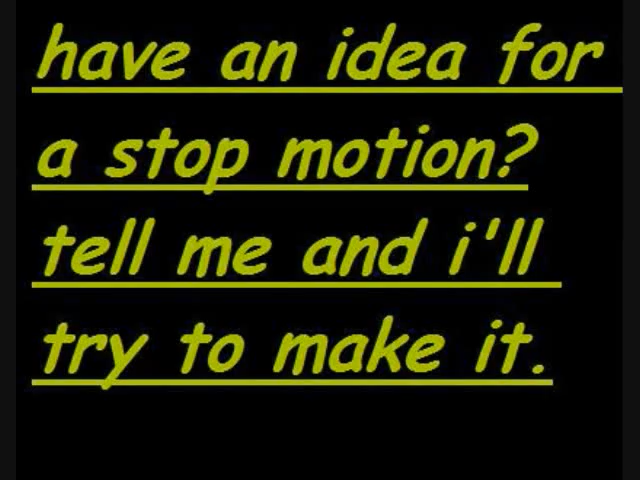 have an idea for
a stop motion?
tell me and i'll
try to make it.